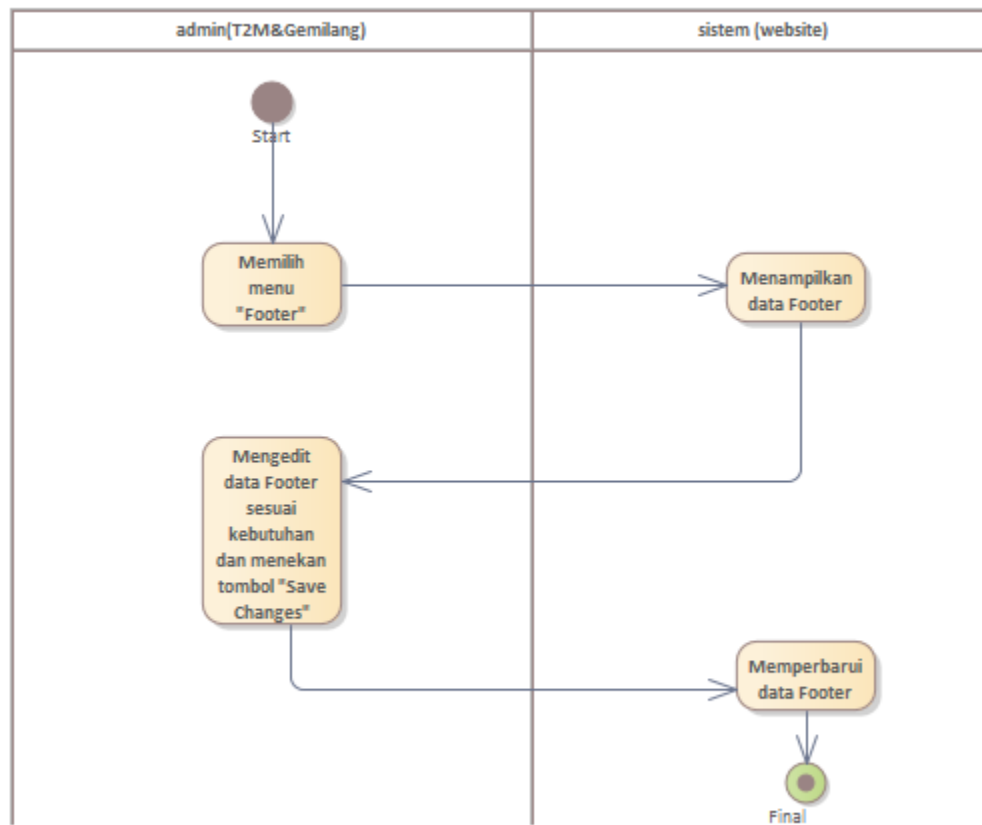 admin(T2M&Gemilang)
sistem (website)
Start
Memilih
menu
"Footer"
Menampilkan
data Footer
Mengedit
data Footer
sesuai
kebutuhan
dan menekan
tombol "Save
Changes"
Memperbarui
data Footer
Final